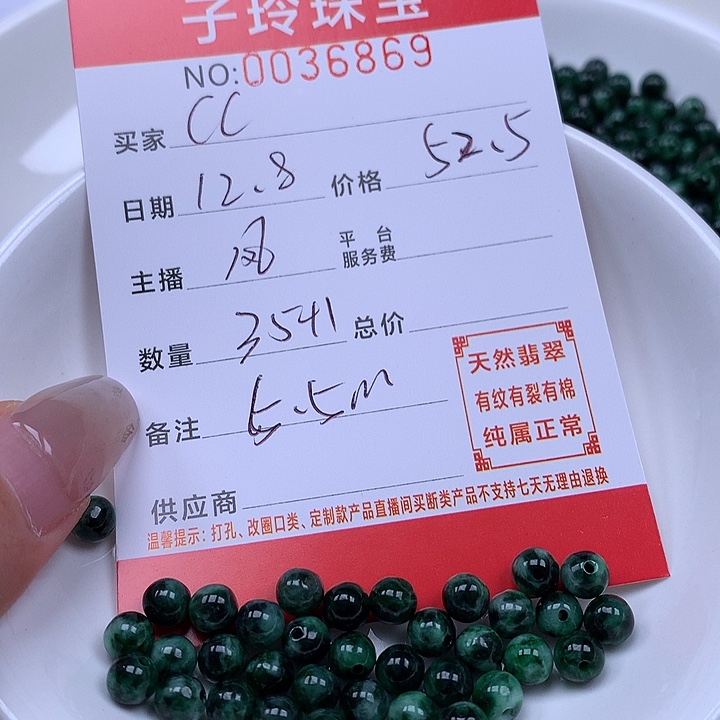 子玲珠宝
NO:0036869
买家 CC
日期 12.8 价格 52.5
主播 风 平台服务费
数量 3541 总价
备注 5.5m
供应商
天然翡翠
有纹有裂有棉
纯属正常
温馨提示：打孔、改圈口类、定制款产品直播间买断类产品不支持七天无理由退换